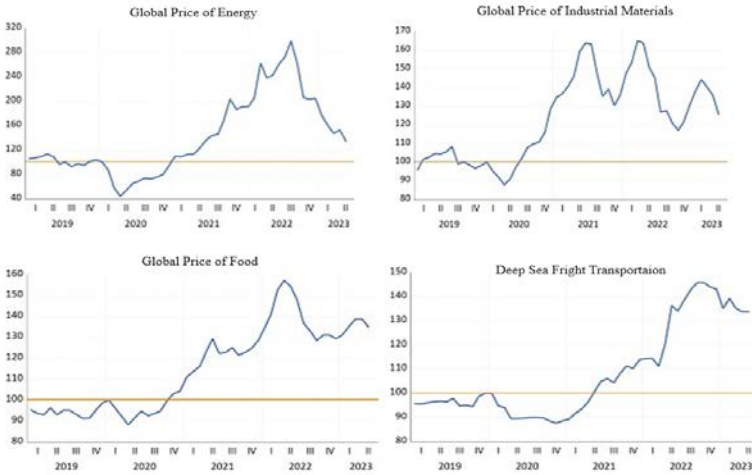 Global Price of Energy
320
280
240
200
160
120
80
40
I II III IV I II III IV I II III IV I II III IV I II
2019 2020 2021 2022 2023
Global Price of Industrial Materials
170
160
150
140
130
120
110
100
90
80
I II III IV I II III IV I II III IV I II III IV I II
2019 2020 2021 2022 2023
Global Price of Food
160
150
140
130
120
110
100
90
80
I II III IV I II III IV I II III IV I II III IV I II
2019 2020 2021 2022 2023
Deep Sea Fright Transportaion
150
140
130
120
110
100
90
80
I II III IV I II III IV I II III IV I II III IV I II
2019 2020 2021 2022 2023